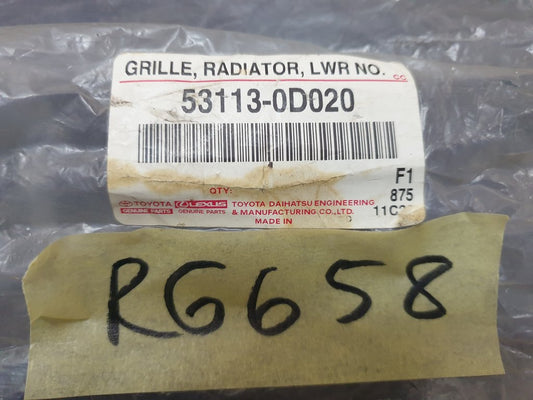 GRILLE, RADIATOR, LWR NO.
CC
53113-0D020
F1
QTY: 875
TOYOTA LEXUS TOYOTA DAIHATSU ENGINEERING
GENUINE PARTS GENUINE PARTS & MANUFACTURING CO., LTD.
MADE IN
RG658